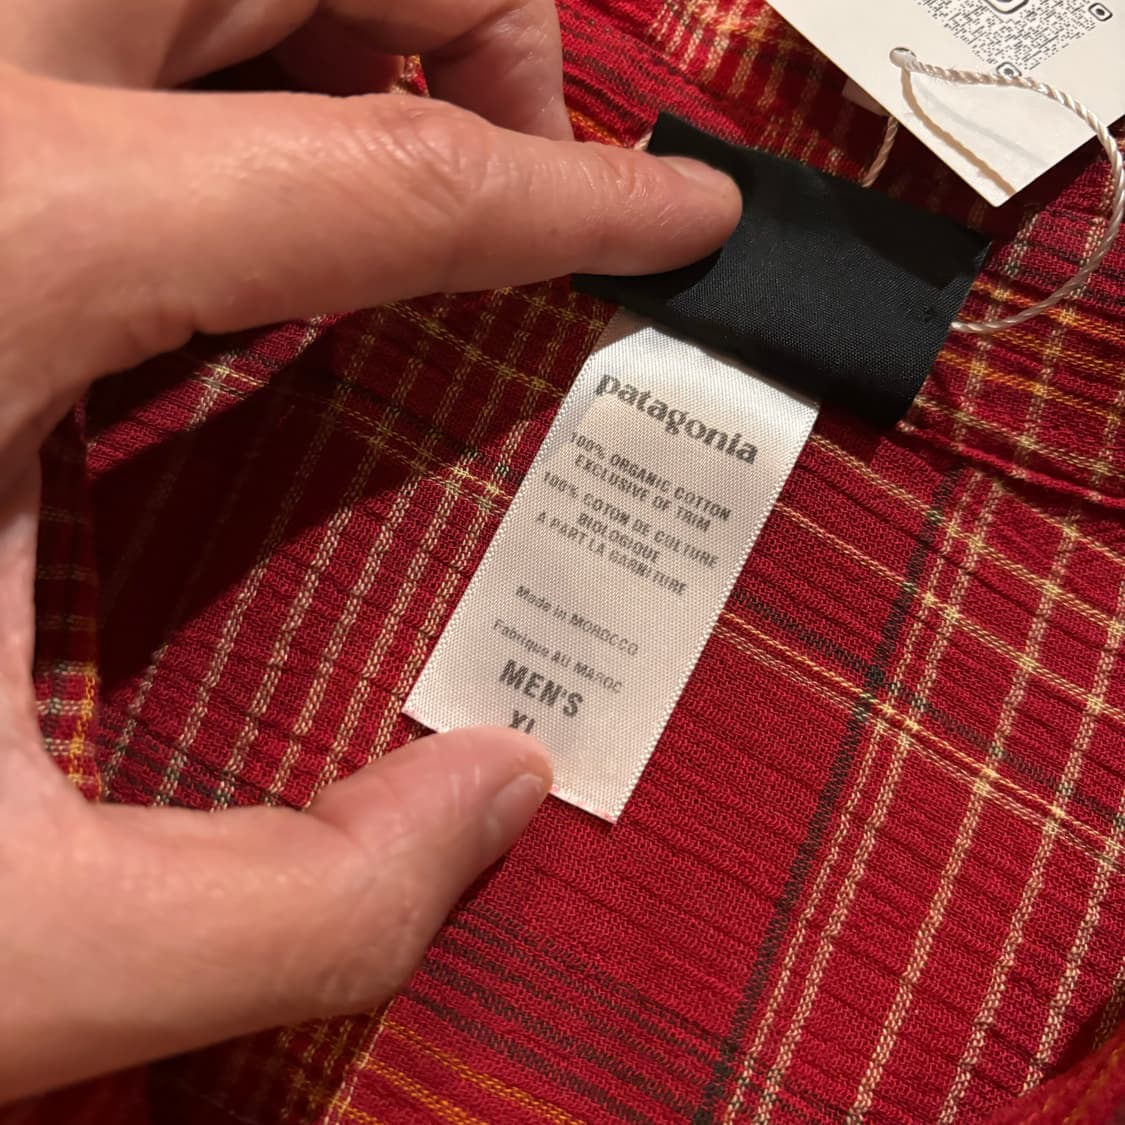 patagonia
100% ORGANIC COTTON
EXCLUSIVE OF TRIM
100% COTON DE CULTURE
BIOLOGIQUE
A PART LA GARNITURE
Made in MOROCCO
Fabrique AU MAROC
MEN'S
XL